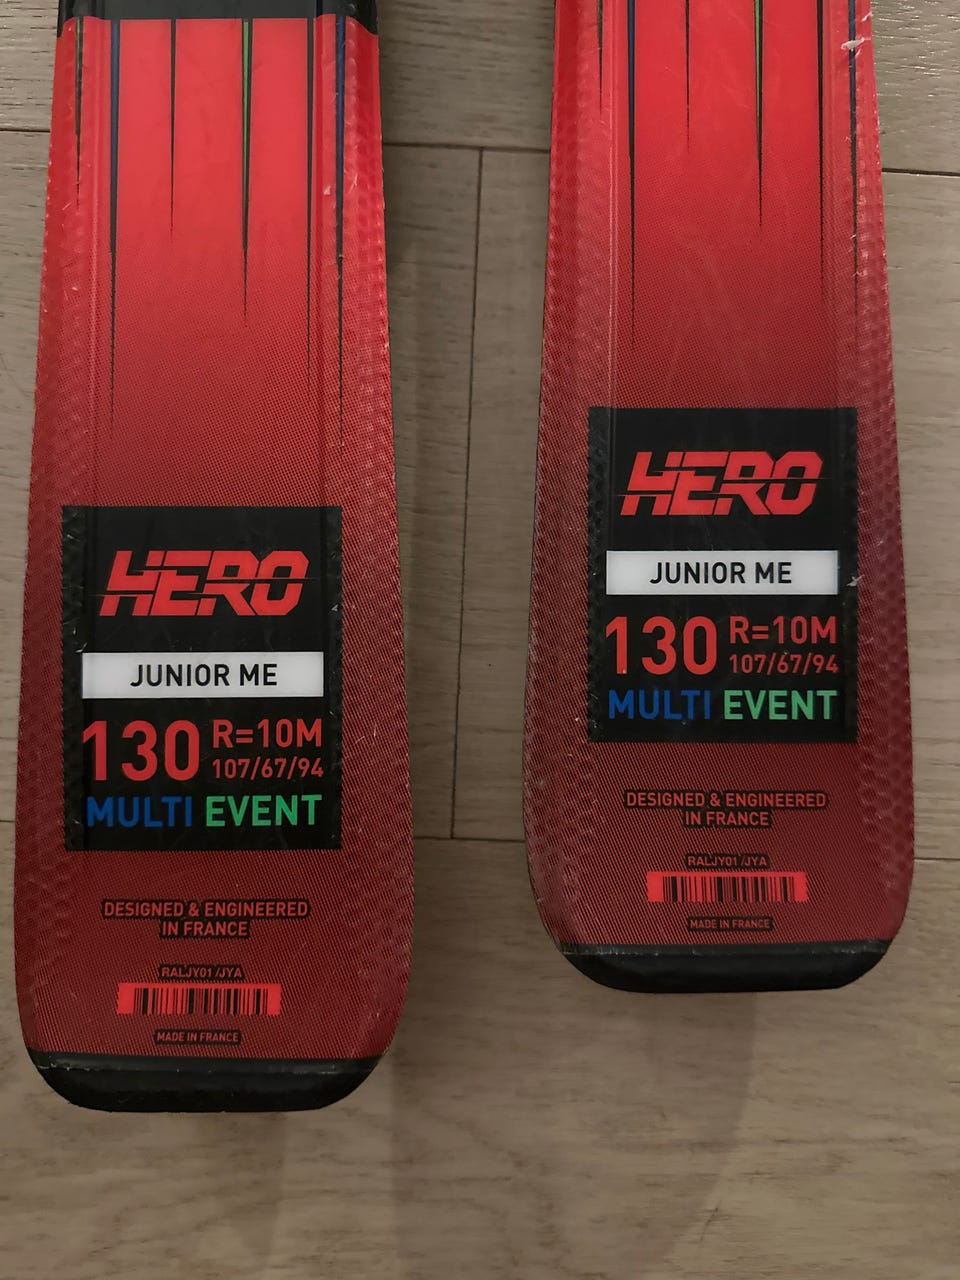 HERO
JUNIOR ME
130 R=10M
107/67/94
MULTI EVENT
DESIGNED & ENGINEERED
IN FRANCE
RALJY01 /JYA
MADE IN FRANCE
HERO
JUNIOR ME
130 R=10M
107/67/94
MULTI EVENT
DESIGNED & ENGINEERED
IN FRANCE
RALJY01 /JYA
MADE IN FRANCE